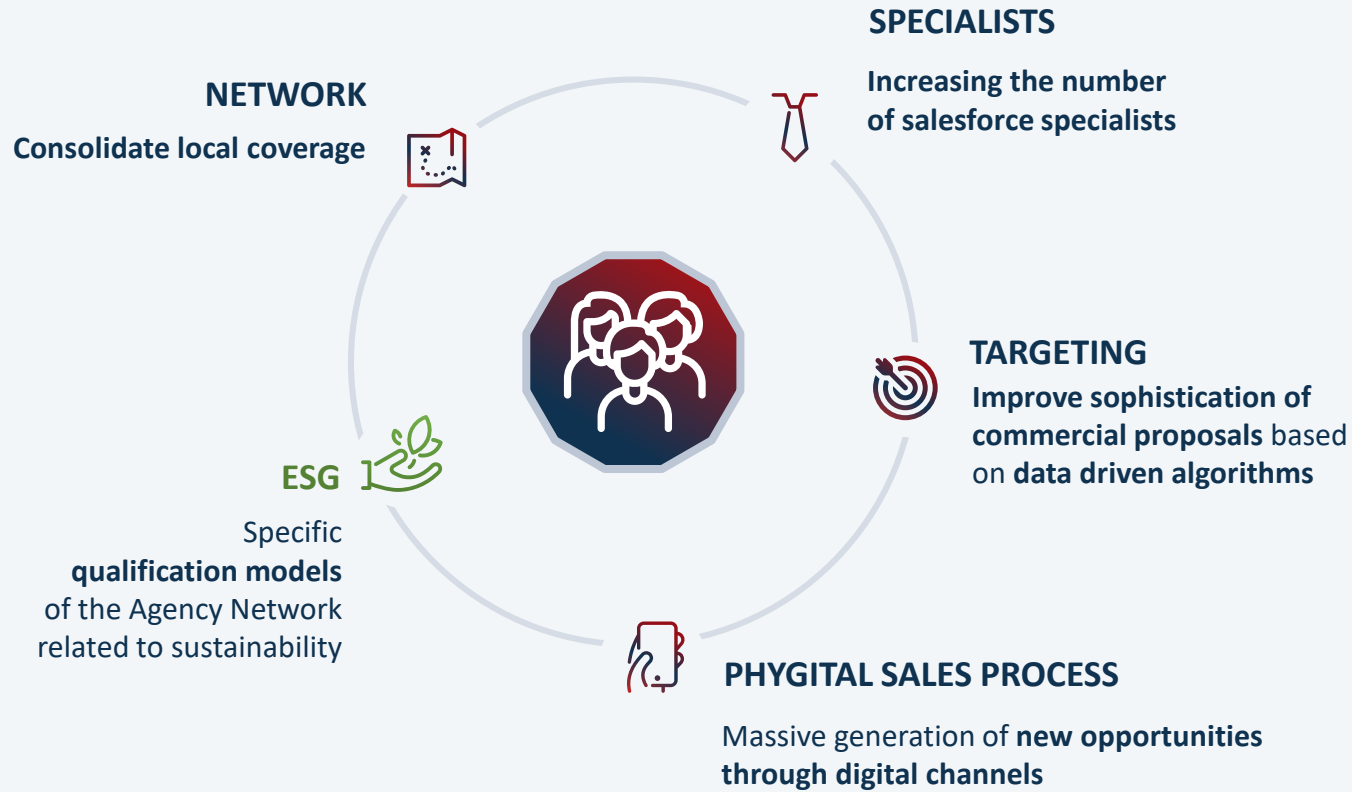 SPECIALISTS
Increasing the number
of salesforce specialists
NETWORK
Consolidate local coverage
TARGETING
Improve sophistication of
commercial proposals based
on data driven algorithms
ESG
Specific
qualification models
of the Agency Network
related to sustainability
PHYGITAL SALES PROCESS
Massive generation of new opportunities
through digital channels